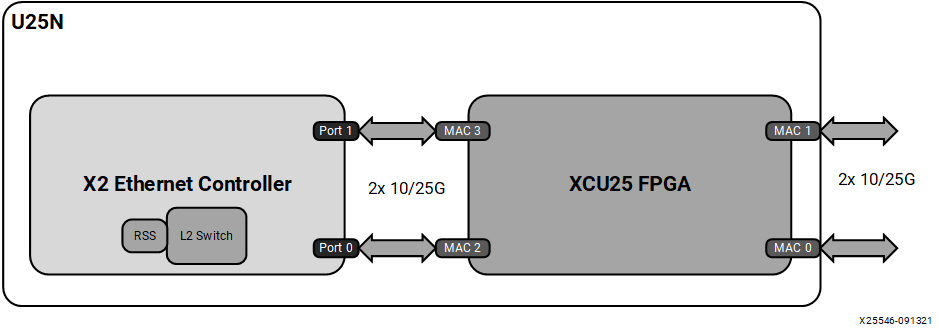 U25N
Port 1
MAC 3
MAC 1
X2 Ethernet Controller
2x 10/25G
XCU25 FPGA
2x 10/25G
RSS
L2 Switch
Port 0
MAC 2
MAC 0
X25546-091321